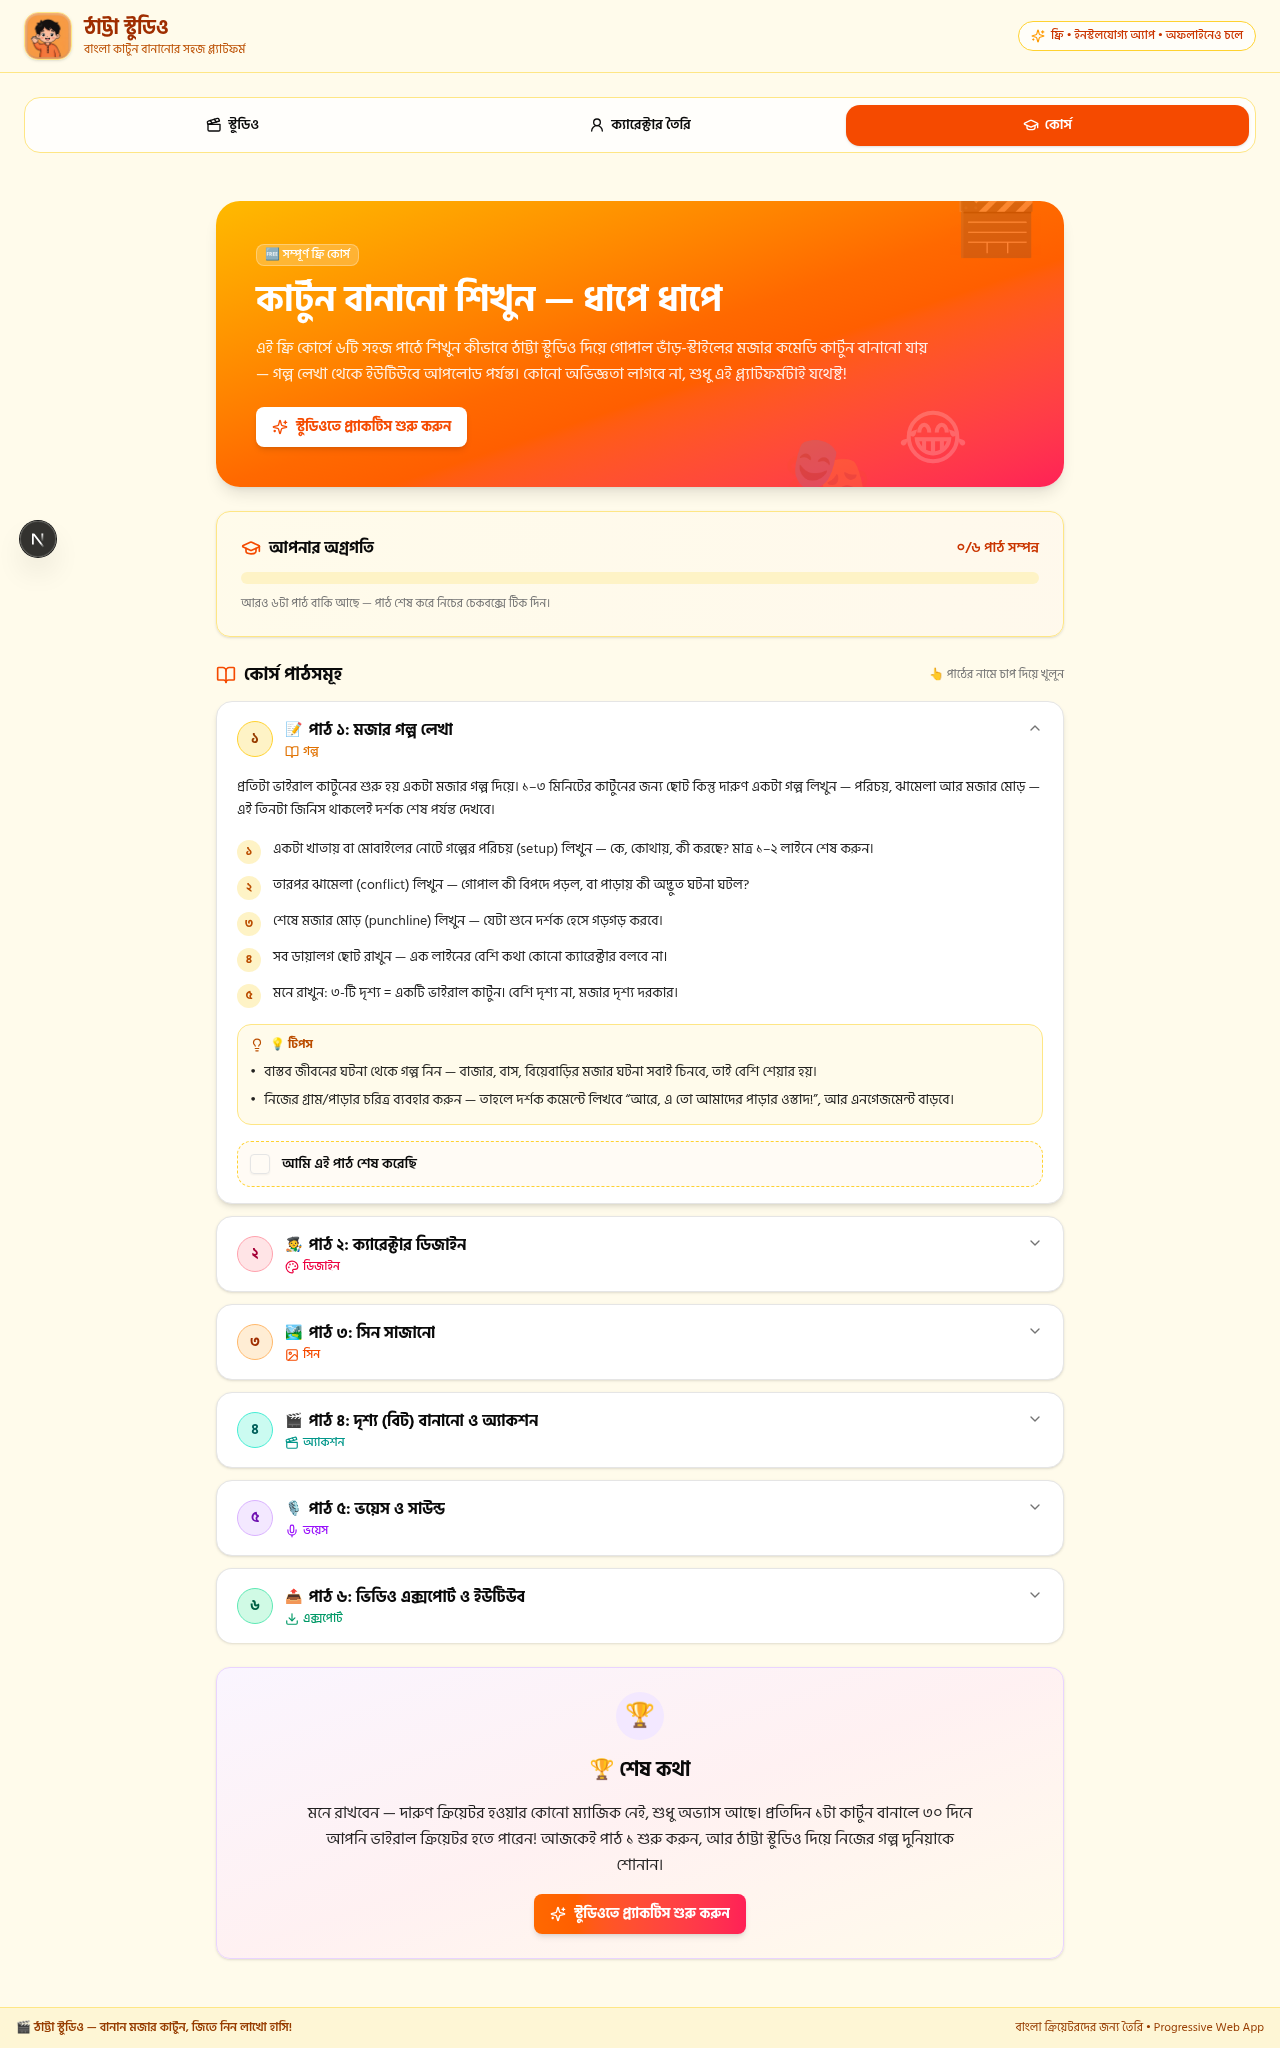 ঠাট্টা স্টুডিও
বাংলা কার্টুন বানানোর সহজ প্ল্যাটফর্ম
ফ্রি • ইনস্টলযোগ্য অ্যাপ • অফলাইনেও চলে
স্টুডিও
ক্যারেক্টার তৈরি
কোর্স
🆓 সম্পূর্ণ ফ্রি কোর্স
কার্টুন বানানো শিখুন — ধাপে ধাপে
এই ফ্রি কোর্সে ৬টি সহজ পাঠে শিখুন কীভাবে ঠাট্টা স্টুডিও দিয়ে গোপাল ভাঁড়-স্টাইলের মজার কমেডি কার্টুন বানানো যায়
— গল্প লেখা থেকে ইউটিউবে আপলোড পর্যন্ত। কোনো অভিজ্ঞতা লাগবে না, শুধু এই প্ল্যাটফর্মটাই যথেষ্ট!
স্টুডিওতে প্র্যাকটিস শুরু করুন
N
আপনার অগ্রগতি
০/৬ পাঠ সম্পন্ন
আরও ৬টা পাঠ বাকি আছে — পাঠ শেষ করে নিচের চেকবক্সে টিক দিন।
কোর্স পাঠসমূহ
👆 পাঠের নামে চাপ দিয়ে খুলুন
১
📝 পাঠ ১: মজার গল্প লেখা
গল্প
প্রতিটা ভাইরাল কার্টুনের শুরু হয় একটা মজার গল্প দিয়ে। ১–৩ মিনিটের কার্টুনের জন্য ছোট কিন্তু দারুণ একটা গল্প লিখুন — পরিচয়, ঝামেলা আর মজার মোড় —
এই তিনটা জিনিস থাকলেই দর্শক শেষ পর্যন্ত দেখবে।
১ একটা খাতায় বা মোবাইলের নোটে গল্পের পরিচয় (setup) লিখুন — কে, কোথায়, কী করছে? মাত্র ১–২ লাইনে শেষ করুন।
২ তারপর ঝামেলা (conflict) লিখুন — গোপাল কী বিপদে পড়ল, বা পাড়ায় কী অদ্ভুত ঘটনা ঘটল?
৩ শেষে মজার মোড় (punchline) লিখুন — যেটা শুনে দর্শক হেসে গড়গড় করবে।
৪ সব ডায়ালগ ছোট রাখুন — এক লাইনের বেশি কথা কোনো ক্যারেক্টার বলবে না।
৫ মনে রাখুন: ৩-টি দৃশ্য = একটি ভাইরাল কার্টুন। বেশি দৃশ্য না, মজার দৃশ্য দরকার।
💡 টিপস
• বাস্তব জীবনের ঘটনা থেকে গল্প নিন — বাজার, বাস, বিয়েবাড়ির মজার ঘটনা সবাই চিনবে, তাই বেশি শেয়ার হয়।
• নিজের গ্রাম/পাড়ার চরিত্র ব্যবহার করুন — তাহলে দর্শক কমেন্টে লিখবে “আরে, এ তো আমাদের পাড়ার ওস্তাদ!”, আর এনগেজমেন্ট বাড়বে।
আমি এই পাঠ শেষ করেছি
২
🧑‍🎨 পাঠ ২: ক্যারেক্টার ডিজাইন
ডিজাইন
৩
🏞️ পাঠ ৩: সিন সাজানো
সিন
৪
🎬 পাঠ ৪: দৃশ্য (বিট) বানানো ও অ্যাকশন
অ্যাকশন
৫
🎙️ পাঠ ৫: ভয়েস ও সাউন্ড
ভয়েস
৬
📤 পাঠ ৬: ভিডিও এক্সপোর্ট ও ইউটিউব
এক্সপোর্ট
🏆 শেষ কথা
মনে রাখবেন — দারুণ ক্রিয়েটর হওয়ার কোনো ম্যাজিক নেই, শুধু অভ্যাস আছে। প্রতিদিন ১টা কার্টুন বানালে ৩০ দিনে
আপনি ভাইরাল ক্রিয়েটর হতে পারেন! আজকেই পাঠ ১ শুরু করুন, আর ঠাট্টা স্টুডিও দিয়ে নিজের গল্প দুনিয়াকে
শোনান।
স্টুডিওতে প্র্যাকটিস শুরু করুন
🎬 ঠাট্টা স্টুডিও — বানান মজার কার্টুন, জিতে নিন লাখো হাসি!
বাংলা ক্রিয়েটরদের জন্য তৈরি • Progressive Web App